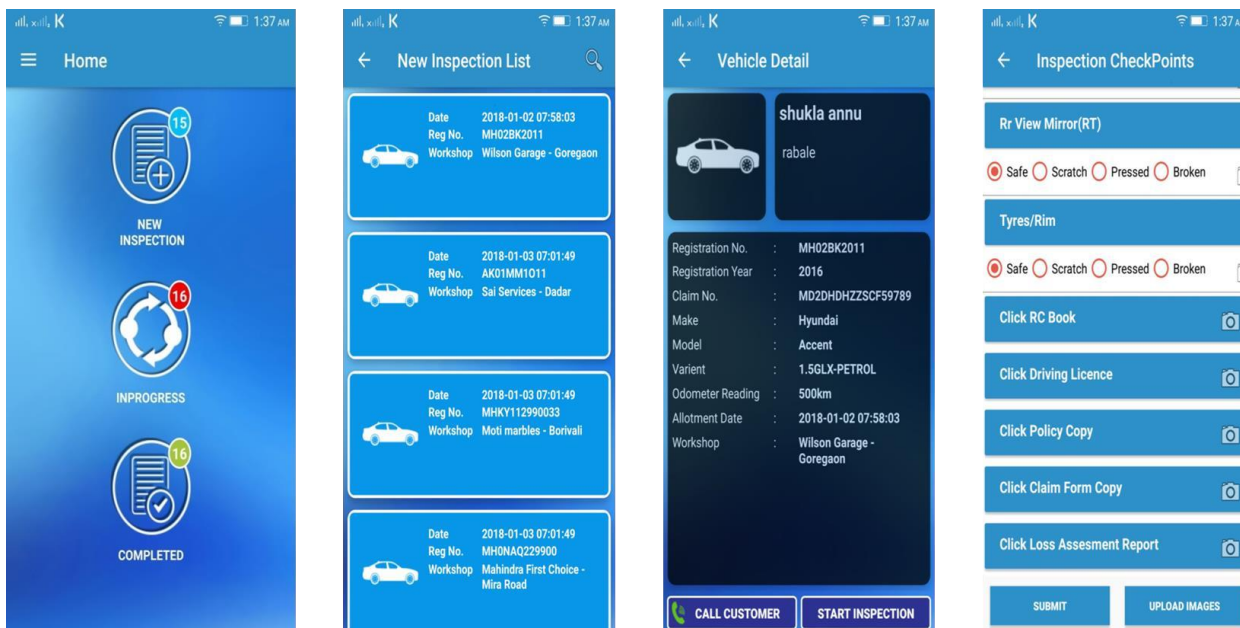 1:37 AM
Home
15
NEW
INSPECTION
16
INPROGRESS
16
COMPLETED
1:37 AM
New Inspection List
Date 2018-01-02 07:58:03
Reg No. MH02BK2011
Workshop Wilson Garage - Goregaon
Date 2018-01-03 07:01:49
Reg No. AK01MM1O11
Workshop Sai Services - Dadar
Date 2018-01-03 07:01:49
Reg No. MHKY112990033
Workshop Moti marbles - Borivali
Date 2018-01-03 07:01:49
Reg No. MH0NAQ229900
Workshop Mahindra First Choice -
Mira Road
1:37 AM
Vehicle Detail
shukla annu
rabale
Registration No. : MH02BK2011
Registration Year : 2016
Claim No. : MD2DHDHZZSCF59789
Make : Hyundai
Model : Accent
Varient : 1.5GLX-PETROL
Odometer Reading : 500km
Allotment Date : 2018-01-02 07:58:03
Workshop : Wilson Garage -
Goregaon
CALL CUSTOMER START INSPECTION
1:37 A
Inspection CheckPoints
Rr View Mirror(RT)
Safe Scratch Pressed Broken
Tyres/Rim
Safe Scratch Pressed Broken
Click RC Book
Click Driving Licence
Click Policy Copy
Click Claim Form Copy
Click Loss Assesment Report
SUBMIT UPLOAD IMAGES